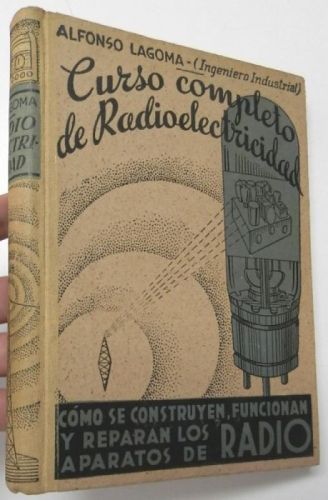 ALFONSO LAGOMA - (Ingeniero Industrial)
Curso completo
de Radioelectricidad
CÓMO SE CONSTRUYEN, FUNCIONAN
Y REPARAN LOS
APARATOS DE RADIO